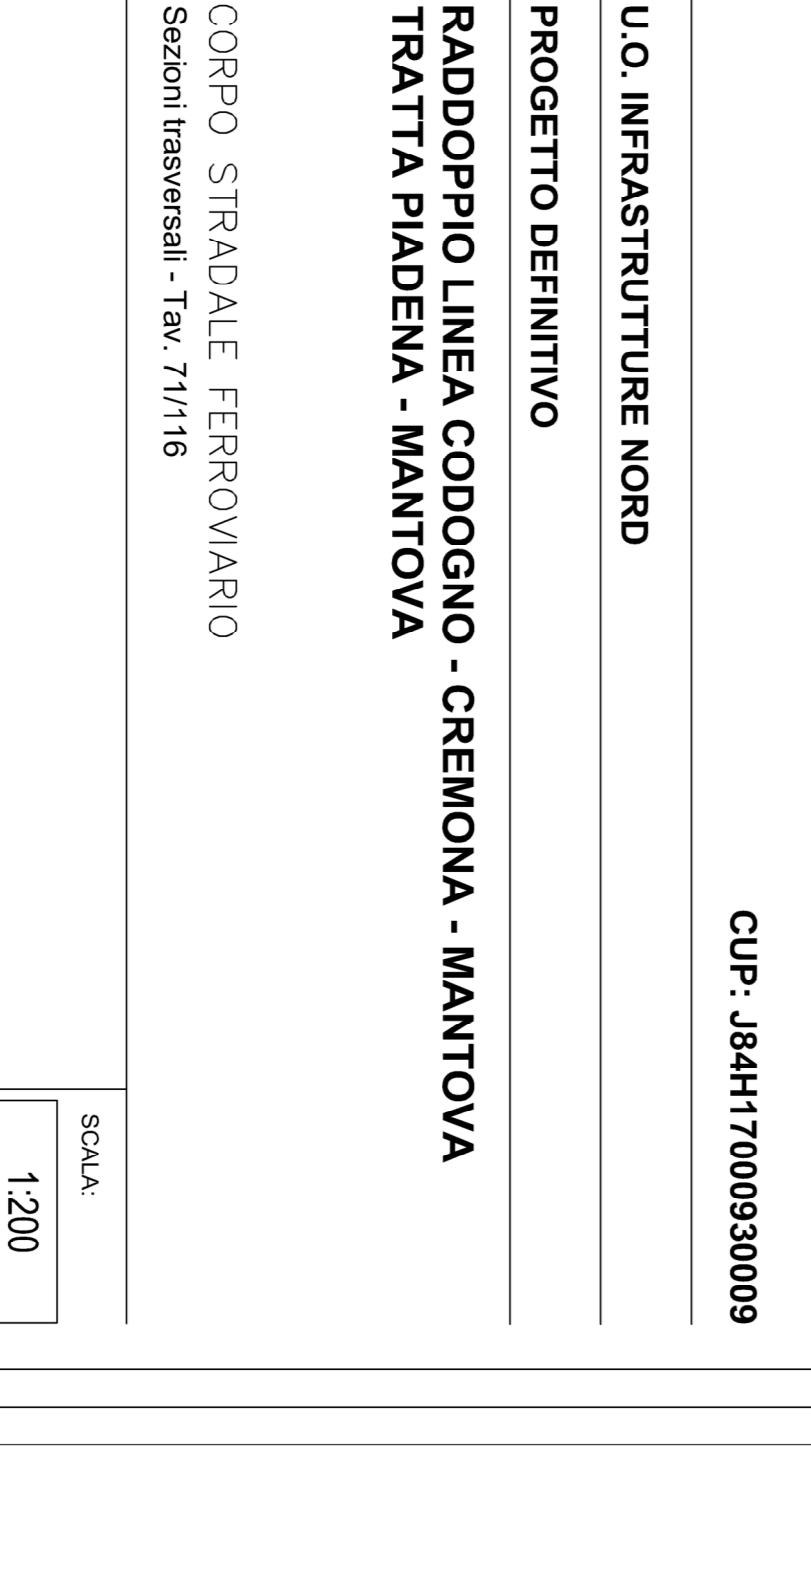 CUP: J84H17000930009
U.O. INFRASTRUTTURE NORD
PROGETTO DEFINITIVO
RADDOPPIO LINEA CODOGNO - CREMONA - MANTOVA
TRATTA PIADENA - MANTOVA
CORPO STRADALE FERROVIARIO
Sezioni trasversali - Tav. 71/116
SCALA:
1:200